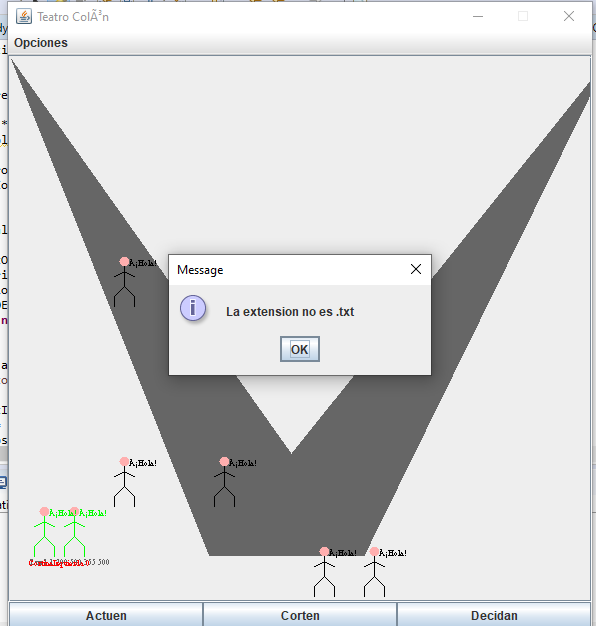 Teatro ColÃ³n
Opciones
Â¡Hola!
Message
La extension no es .txt
OK
Â¡Hola!
Â¡Hola!
Â¡Hola!
Â¡Hola!
Â¡Hola!
Â¡Hola!
Actuen
Corten
Decidan